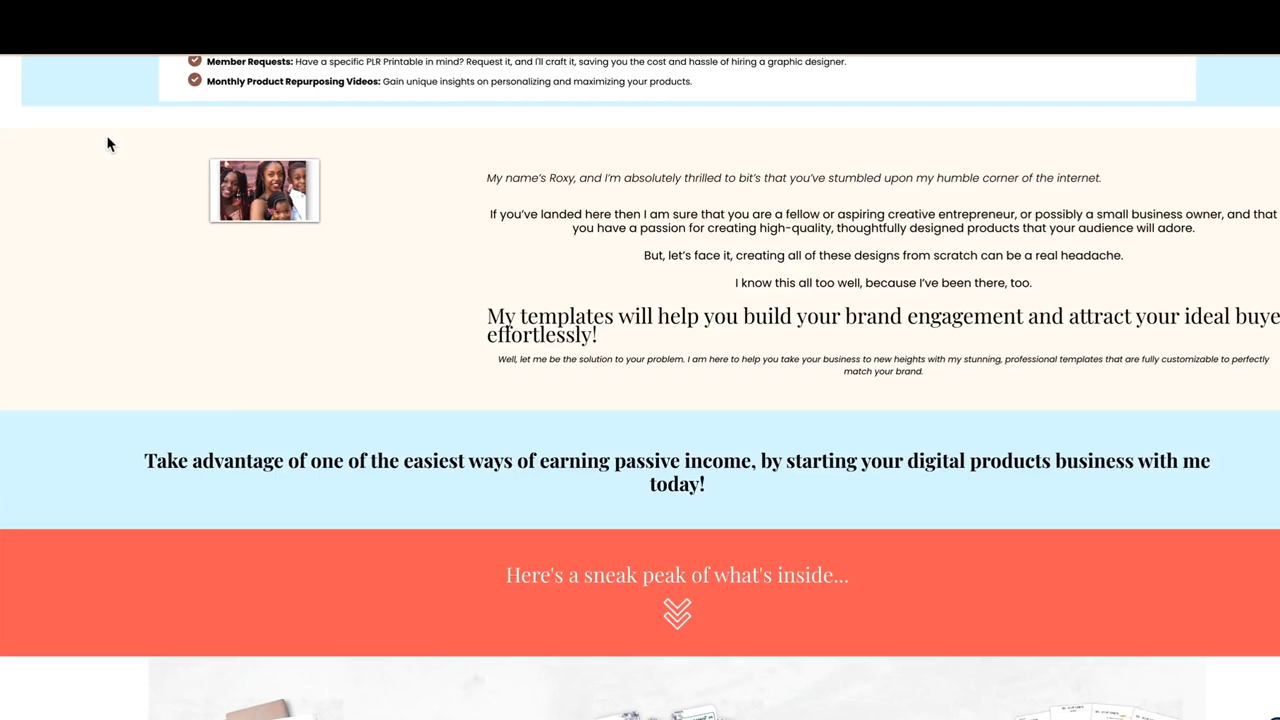 Member Requests: Have a specific PLR Printable in mind? Request it, and I'll craft it, saving you the cost and hassle of hiring a graphic designer.
Monthly Product Repurposing Videos: Gain unique insights on personalizing and maximizing your products.
My name's Roxy, and I'm absolutely thrilled to bit's that you've stumbled upon my humble corner of the internet.
If you've landed here then I am sure that you are a fellow or aspiring creative entrepreneur, or possibly a small business owner, and that
you have a passion for creating high-quality, thoughtfully designed products that your audience will adore.
But, let's face it, creating all of these designs from scratch can be a real headache.
I know this all too well, because I've been there, too.
My templates will help you build your brand engagement and attract your ideal buye
effortlessly!
Well, let me be the solution to your problem. I am here to help you take your business to new heights with my stunning, professional templates that are fully customizable to perfectly
match your brand.
Take advantage of one of the easiest ways of earning passive income, by starting your digital products business with me
today!
Here's a sneak peak of what's inside...